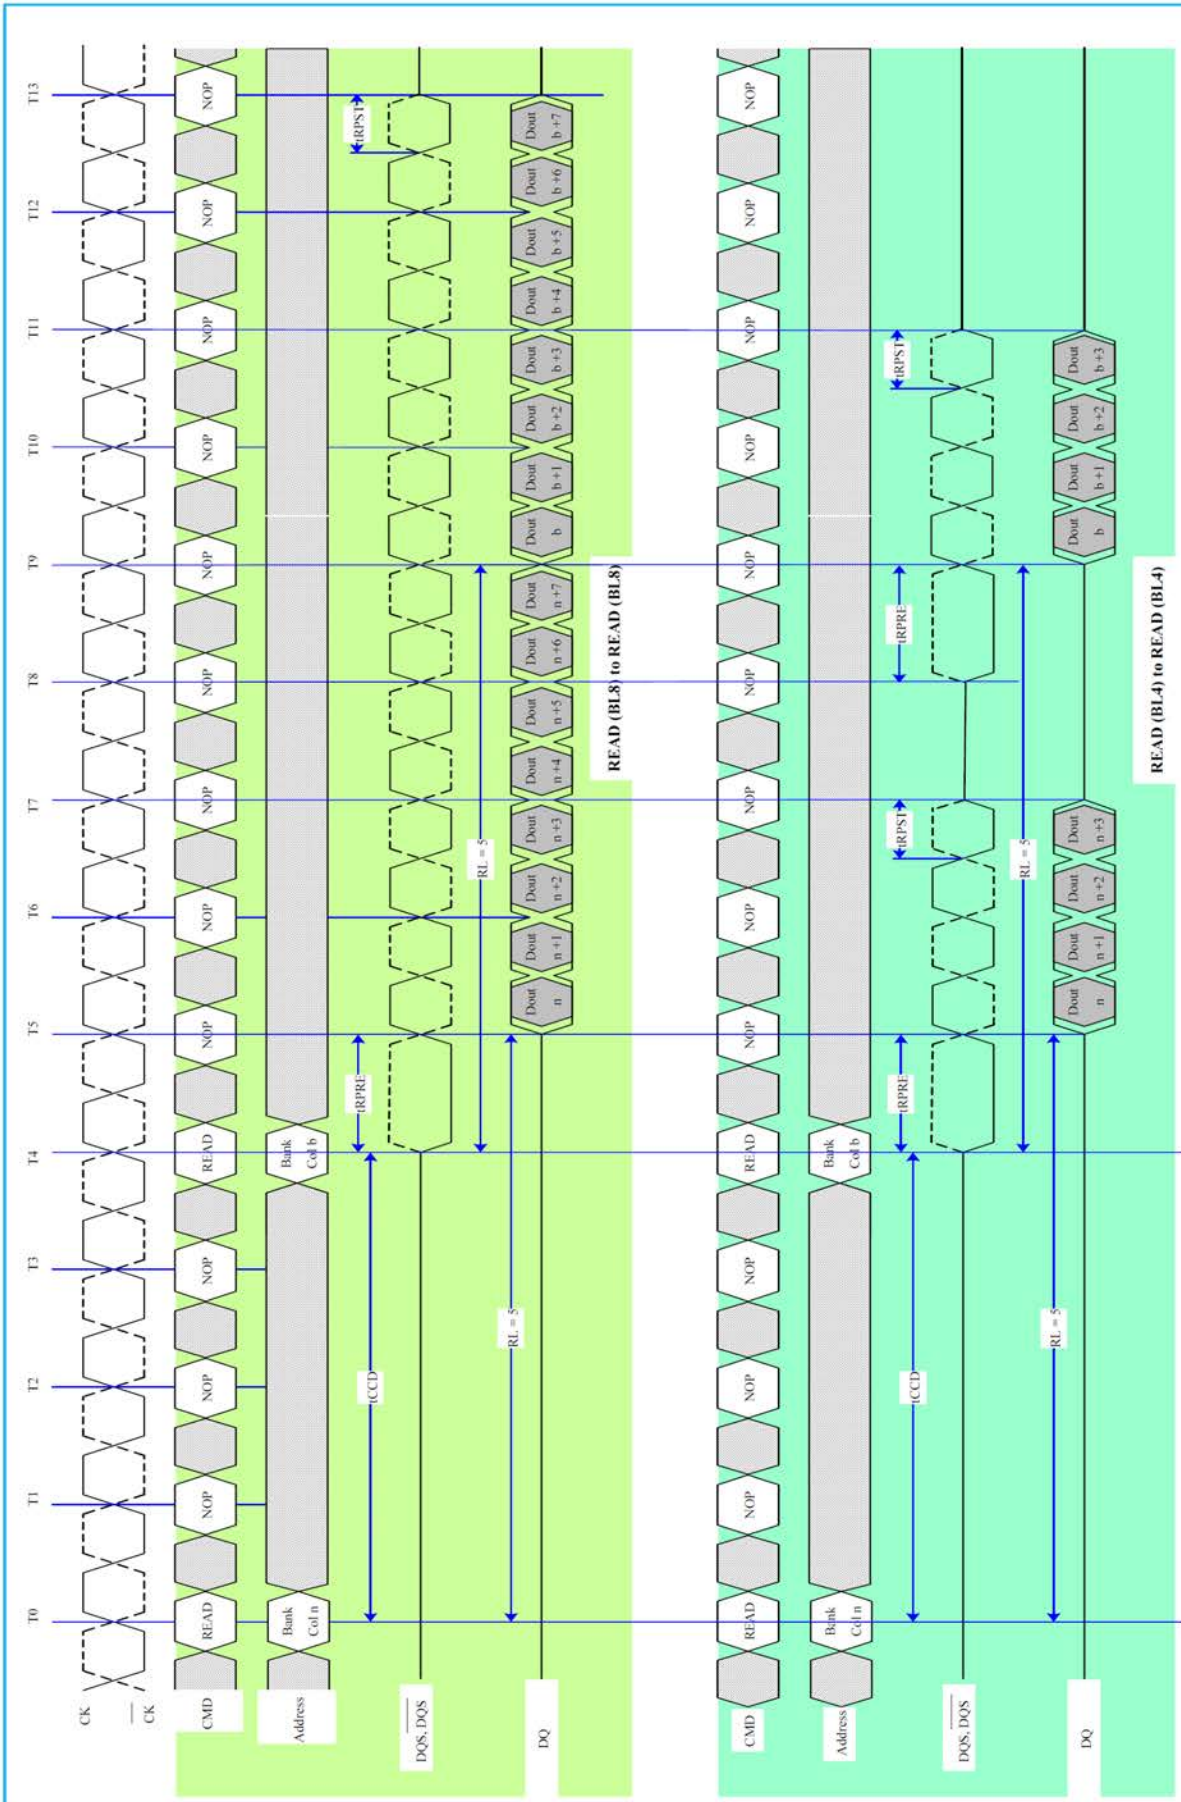 T0 T1 T2 T3 T4 T5 T6 T7 T8 T9 T10 T11 T12 T13
CK
CK
CMD READ NOP NOP NOP READ NOP NOP NOP NOP NOP NOP NOP NOP NOP
Bank Bank
Address
Col n Col b
tRPRE tRPST
tCCD
DQS, DQS
RL = 5
RL = 5
Dout Dout Dout Dout Dout Dout Dout Dout Dout Dout Dout Dout Dout Dout Dout Dout
DQ
n n+1 n+2 n+3 n+4 n+5 n+6 n+7 b b+1 b+2 b+3 b+4 b+5 b+6 b+7
READ (BL8) to READ (BL8)
CMD READ NOP NOP NOP READ NOP NOP NOP NOP NOP NOP NOP NOP NOP
Bank Bank
Address
Col n Col b
tRPRE tRPST tRPRE tRPST
tCCD
DQS, DQS
RL = 5
RL = 5
Dout Dout Dout Dout Dout Dout Dout Dout
DQ
n n+1 n+2 n+3 b b+1 b+2 b+3
READ (BL4) to READ (BL4)